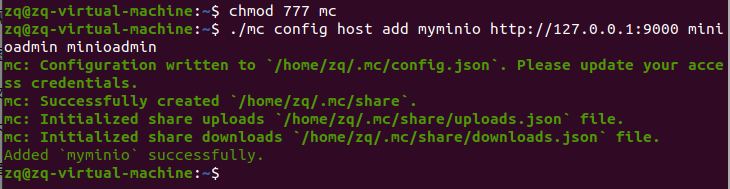 zq@zq-virtual-machine:~$ chmod 777 mc
zq@zq-virtual-machine:~$ ./mc config host add myminio http://127.0.0.1:9000 mini
oadmin minioadmin
mc: Configuration written to `/home/zq/.mc/config.json`. Please update your acce
ss credentials.
mc: Successfully created `/home/zq/.mc/share`.
mc: Initialized share uploads `/home/zq/.mc/share/uploads.json` file.
mc: Initialized share downloads `/home/zq/.mc/share/downloads.json` file.
Added `myminio` successfully.
zq@zq-virtual-machine:~$